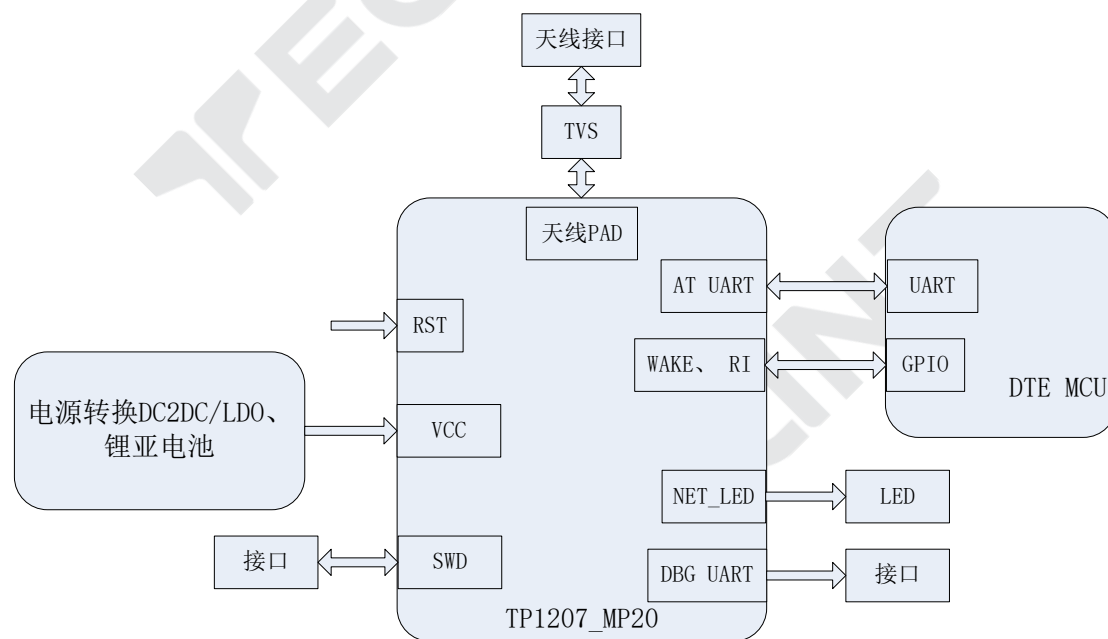 天线接口
TVS
天线PAD
AT UART
UART
RST
WAKE、 RI
GPIO
DTE MCU
电源转换DC2DC/LDO、
锂亚电池
VCC
NET_LED
LED
接口
SWD
DBG UART
接口
TP1207_MP20